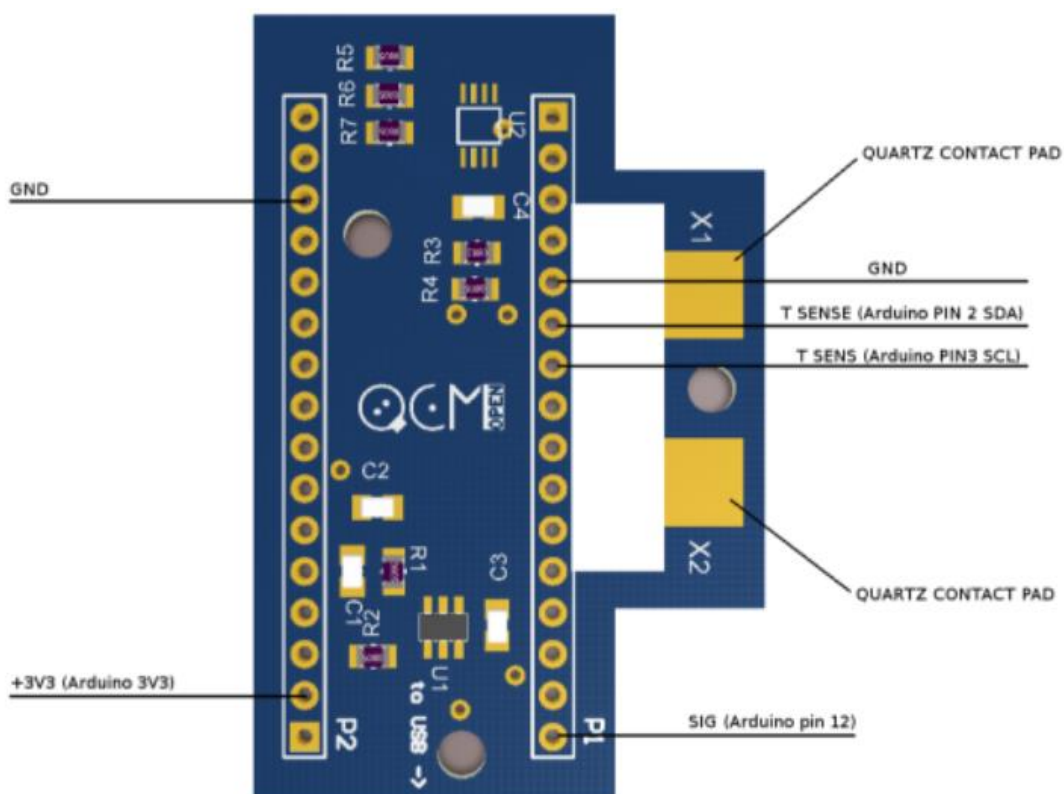 R5
R6
R7
U2
QUARTZ CONTACT PAD
GND
C4
X1
R3
R4
GND
T SENSE (Arduino PIN 2 SDA)
T SENS (Arduino PIN3 SCL)
QCM
OPEN
C2
X2
R1
C3
QUARTZ CONTACT PAD
C1
R2
U1
+3V3 (Arduino 3V3)
to USB ->
P2
P1
SIG (Arduino pin 12)